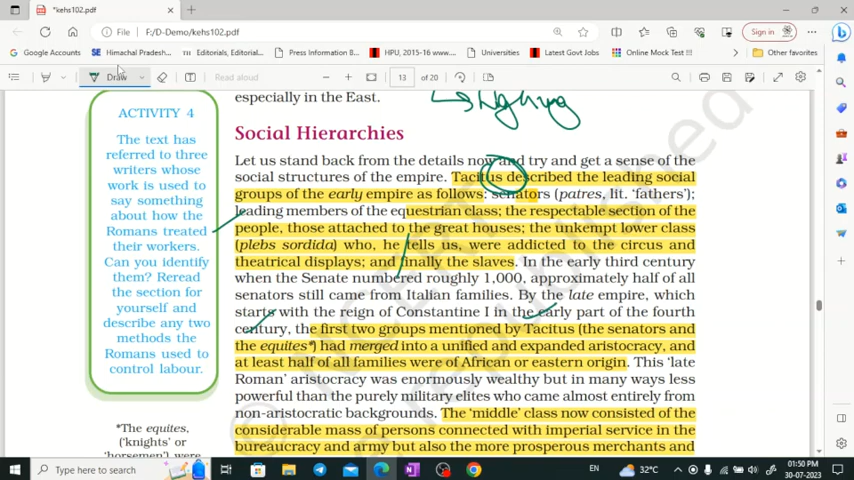 *kehs102.pdf
File
F:/D-Demo/kehs102.pdf
Sign in
Google Accounts
Himachal Pradesh...
Editorials, Editorial...
Press Information B...
HPU, 2015-16 www....
Universities
Latest Govt Jobs
Online Mock Test !!!
Other favorites
Draw
Read aloud
13 of 20
especially in the East.
Social Hierarchies
Let us stand back from the details now and try and get a sense of the
social structures of the empire. Tacitus described the leading social
groups of the early empire as follows: senators (patres, lit. ‘fathers’);
leading members of the equestrian class; the respectable section of the
people, those attached to the great houses; the unkempt lower class
(plebs sordida) who, he tells us, were addicted to the circus and
theatrical displays; and finally the slaves. In the early third century
when the Senate numbered roughly 1,000, approximately half of all
senators still came from Italian families. By the late empire, which
starts with the reign of Constantine I in the early part of the fourth
century, the first two groups mentioned by Tacitus (the senators and
the equites*) had merged into a unified and expanded aristocracy, and
at least half of all families were of African or eastern origin. This ‘late
Roman’ aristocracy was enormously wealthy but in many ways less
powerful than the purely military elites who came almost entirely from
non-aristocratic backgrounds. The ‘middle’ class now consisted of the
considerable mass of persons connected with imperial service in the
bureaucracy and army but also the more prosperous merchants and
ACTIVITY 4
The text has
referred to three
writers whose
work is used to
say something
about how the
Romans treated
their workers.
Can you identify
them? Reread
the section for
yourself and
describe any two
methods the
Romans used to
control labour.
*The equites,
(‘knights’ or
‘horsemen’) were
Type here to search
EN
32°C
01:50 PM
30-07-2023